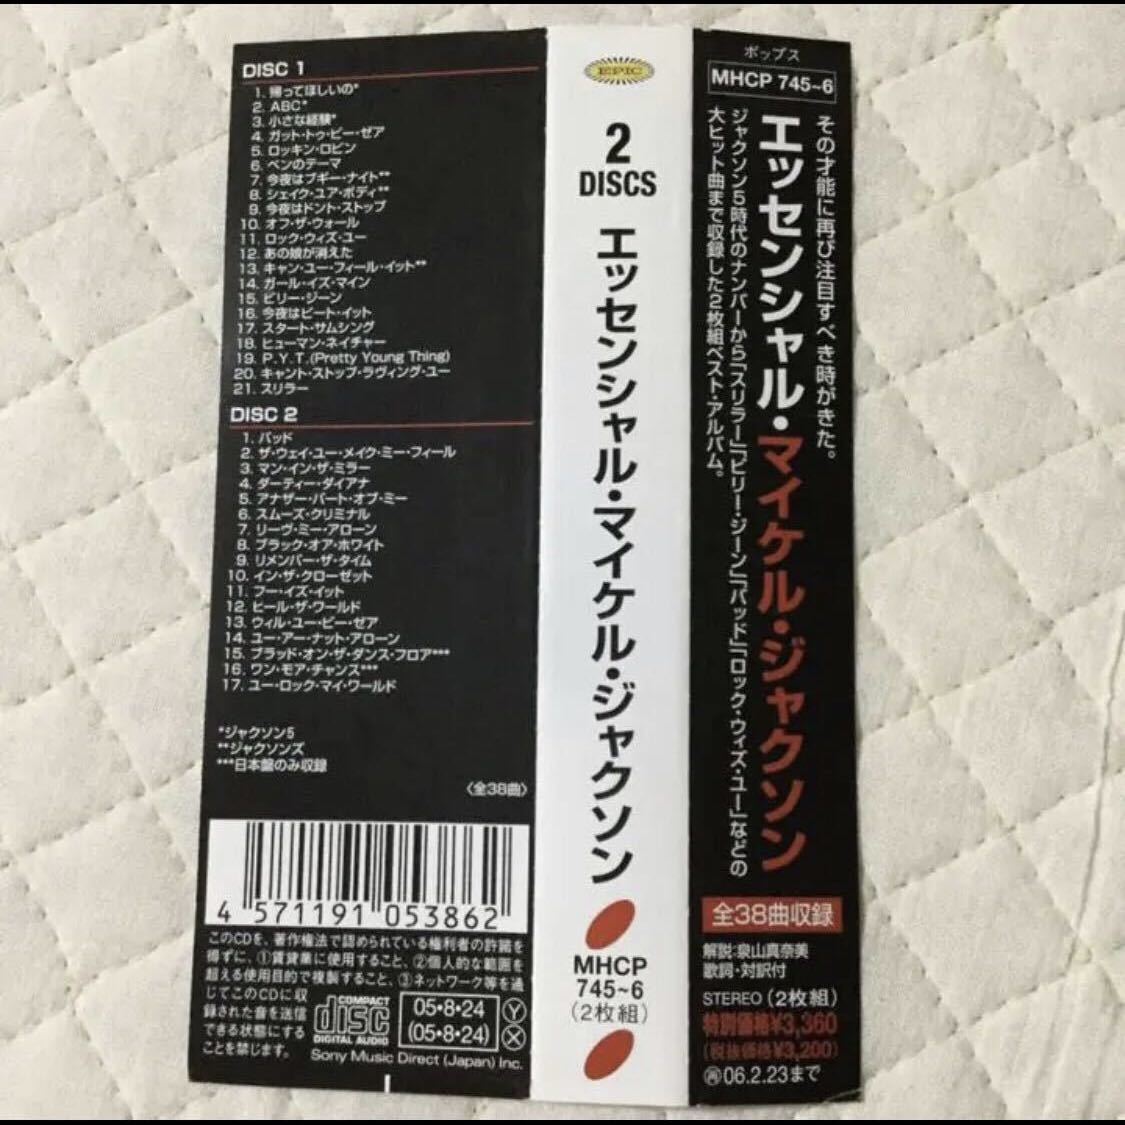 DISC 1
1. 帰ってほしいの*
2. ABC*
3. 小さな経験*
4. ガット・トゥ・ビー・ゼア
5. ロッキン・ロビン
6. ベンのテーマ
7. 今夜はブギー・ナイト**
8. シェイク・ユア・ボディ**
9. 今夜はドント・ストップ
10. オフ・ザ・ウォール
11. ロック・ウィズ・ユー
12. あの娘が消えた
13. キャン・ユー・フィール・イット**
14. ガール・イズ・マイン
15. ビリー・ジーン
16. 今夜はビート・イット
17. スタート・サムシング
18. ヒューマン・ネイチャー
19. P.Y.T.(Pretty Young Thing)
20. キャント・ストップ・ラヴィング・ユー
21. スリラー
DISC 2
1. バッド
2. ザ・ウェイ・ユー・メイク・ミー・フィール
3. マン・イン・ザ・ミラー
4. ダーティー・ダイアナ
5. アナザー・パート・オブ・ミー
6. スムーズ・クリミナル
7. リーヴ・ミー・アローン
8. ブラック・オア・ホワイト
9. リメンバー・ザ・タイム
10. イン・ザ・クローゼット
11. フー・イズ・イット
12. ヒール・ザ・ワールド
13. ウィル・ユー・ビー・ゼア
14. ユー・アー・ナット・アローン
15. ブラッド・オン・ザ・ダンス・フロア***
16. ワン・モア・チャンス***
17. ユー・ロック・マイ・ワールド
*ジャクソン5
**ジャクソンズ
***日本盤のみ収録
〈全38曲〉
4 571191 053862
このCDを、著作権法で認められている権利者の許諾を
得ずに、①賃貸業に使用すること、②個人的な範囲を
超える使用目的で複製すること、③ネットワーク等を通
じてこのCDに収
録された音を送信
できる状態にする
ことを禁じます。
COMPACT
disc
DIGITAL AUDIO
05•8•24
(05•8•24)
Ⓨ
Ⓧ
Sony Music Direct (Japan) Inc.
EPIC
2
DISCS
エッセンシャル・マイケル・ジャクソン
MHCP
745~6
(2枚組)
ポップス
MHCP 745~6
その才能に再び注目すべき時がきた。
エッセンシャル・マイケル・ジャクソン
ジャクソン5時代のナンバーから「スリラー」「ビリー・ジーン」「バッド」「ロック・ウィズ・ユー」などの
大ヒット曲まで収録した2枚組ベスト・アルバム。
全38曲収録
解説:泉山真奈美
歌詞・対訳付
STEREO (2枚組)
特別価格¥3,360
(税抜価格¥3,200)
㋐06.2.23まで